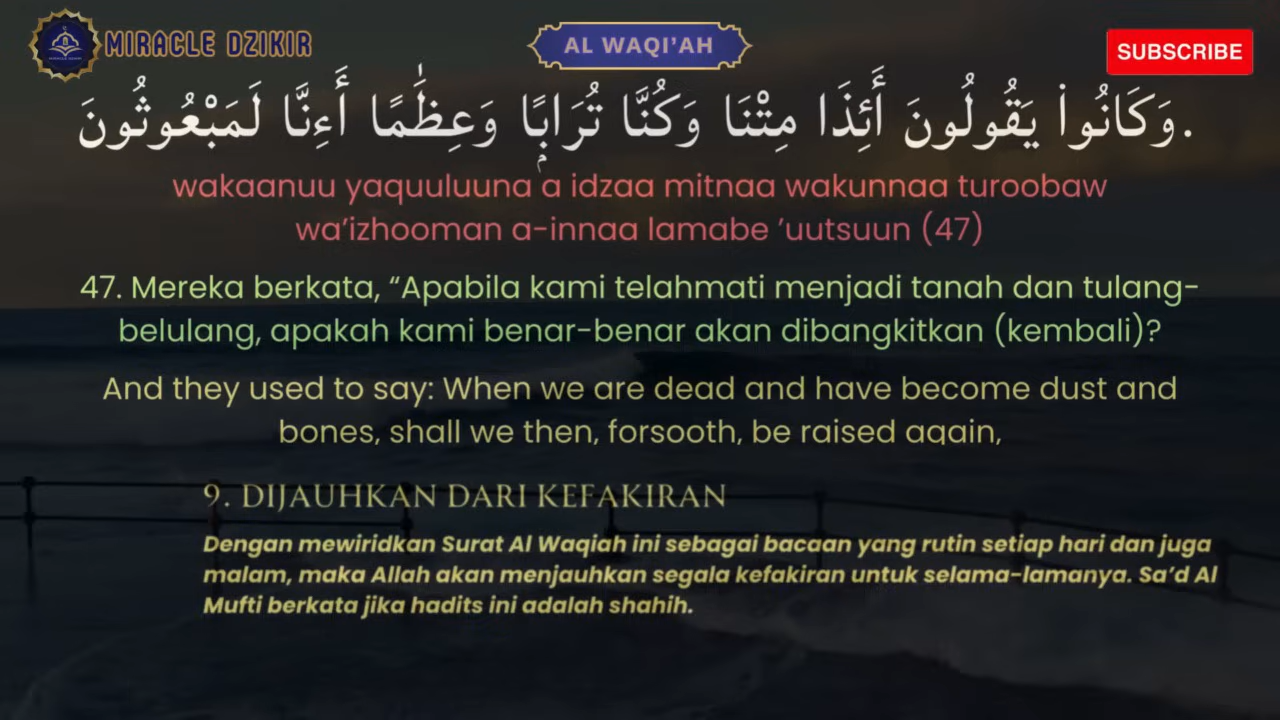 MIRACLE DZIKIR
AL WAQI’AH
SUBSCRIBE
وَكَانُوا۟ يَقُولُونَ أَئِذَا مِتْنَا وَكُنَّا تُرَابًۭا وَعِظَٰمًا أَءِنَّا لَمَبْعُوثُونَ.
wakaanuu yaquuluuna a idzaa mitnaa wakunnaa turoobaw
wa’izhooman a-innaa lamabe ’uutsuun (47)
47. Mereka berkata, “Apabila kami telahmati menjadi tanah dan tulang-
belulang, apakah kami benar-benar akan dibangkitkan (kembali)?
And they used to say: When we are dead and have become dust and
bones, shall we then, forsooth, be raised again,
9. DIJAUHKAN DARI KEFAKIRAN
Dengan mewiridkan Surat Al Waqiah ini sebagai bacaan yang rutin setiap hari dan juga
malam, maka Allah akan menjauhkan segala kefakiran untuk selama-lamanya. Sa’d Al
Mufti berkata jika hadits ini adalah shahih.